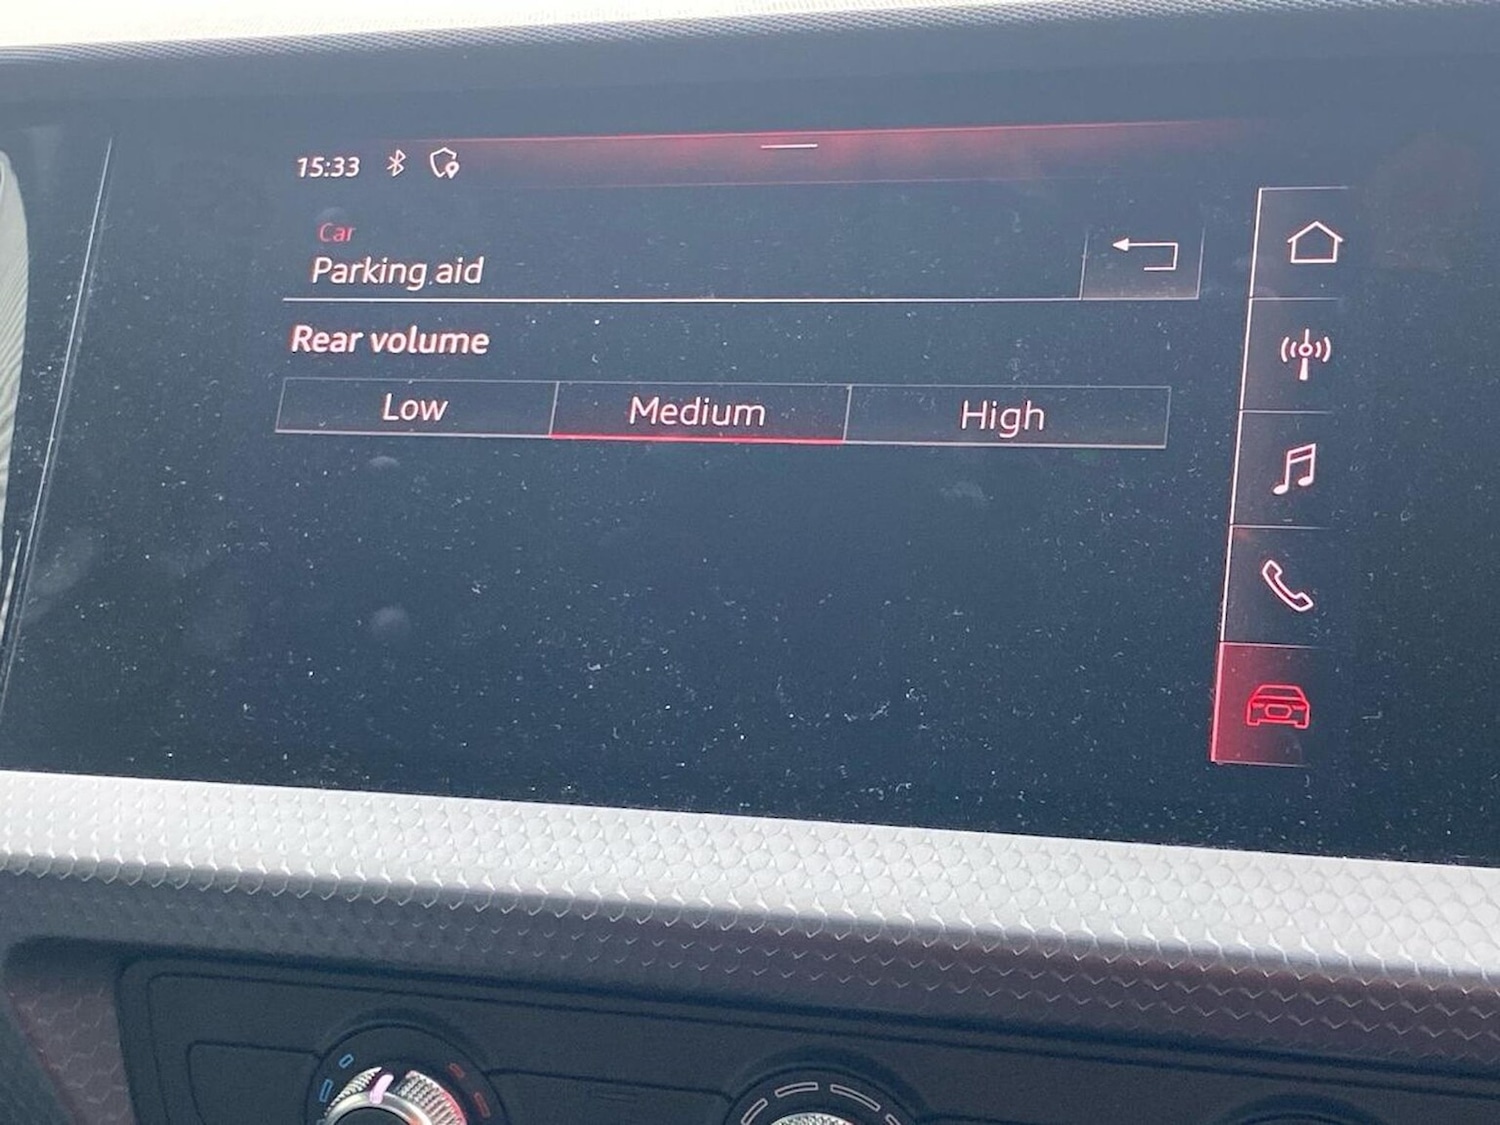 15:33
Car
Parking aid
Rear volume
Low Medium High